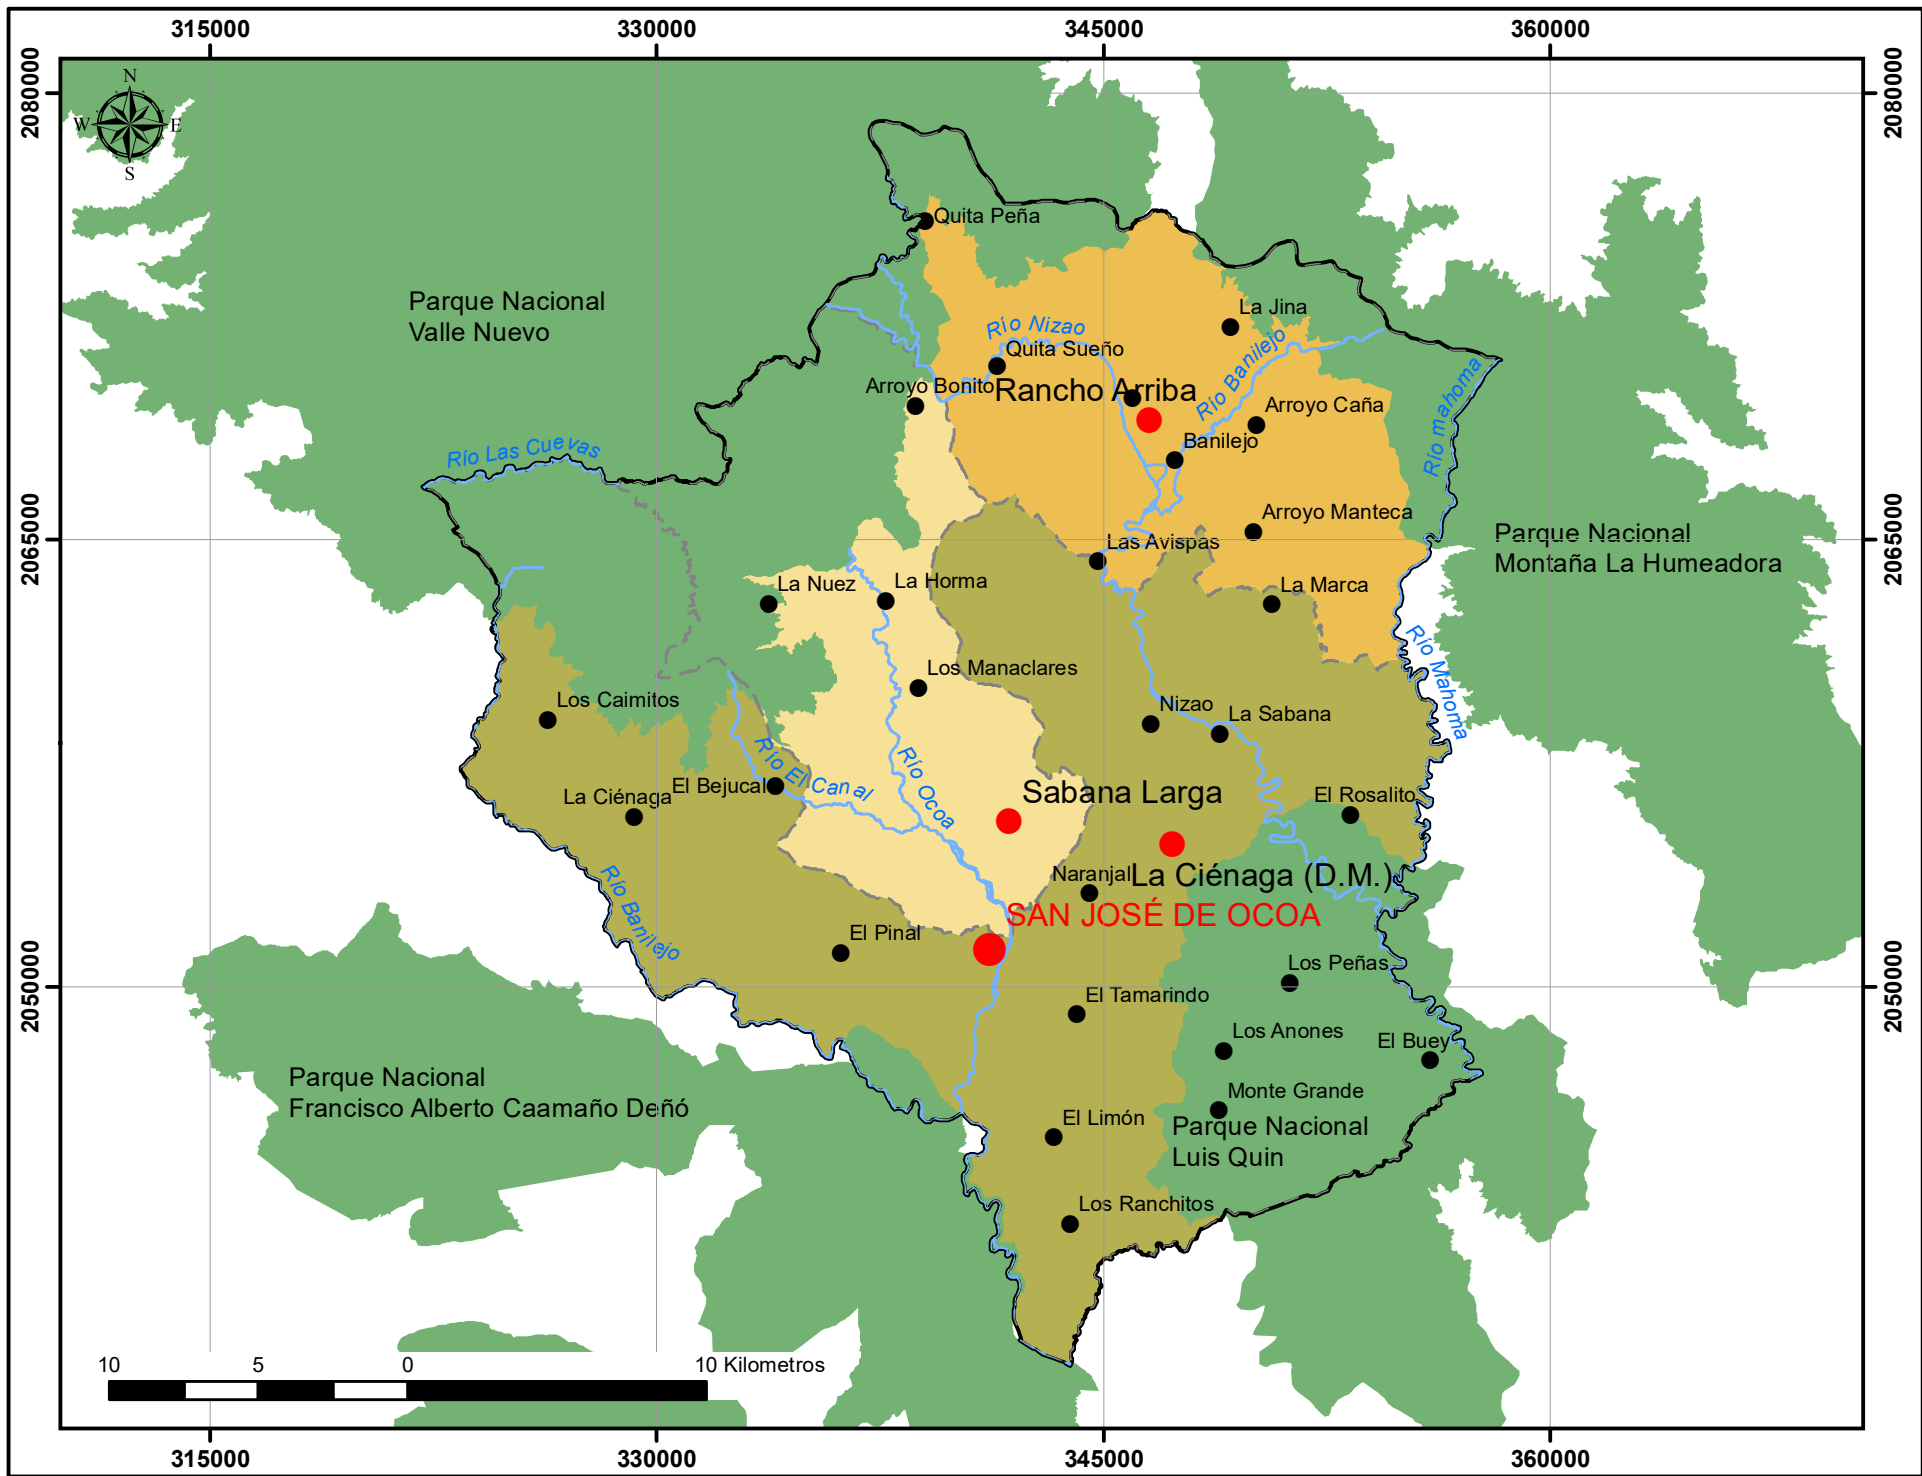 315000
330000
345000
360000
2080000
2080000
N
W
E
S
Quita Peña
Parque Nacional
Valle Nuevo
La Jina
Río Nizao
Quita Sueño
Río Banilejo
Río mahoma
Arroyo Bonito
Rancho Arriba
Arroyo Caña
Banilejo
Río Las Cuevas
Arroyo Manteca
2065000
2065000
Las Avispas
Parque Nacional
Montaña La Humeadora
La Nuez
La Horma
La Marca
Río Mahoma
Los Manaclares
Los Caimitos
Nizao
La Sabana
Río El Canal
Río Ocoa
El Bejucal
La Ciénaga
Sabana Larga
El Rosalito
Naranjal
La Ciénaga (D.M.)
Río Banilejo
SAN JOSÉ DE OCOA
El Pinal
Los Peñas
2050000
2050000
El Tamarindo
Los Anones
El Buey
Parque Nacional
Francisco Alberto Caamaño Deñó
Monte Grande
El Limón
Parque Nacional
Luis Quin
Los Ranchitos
10
5
0
10 Kilometros
315000
330000
345000
360000